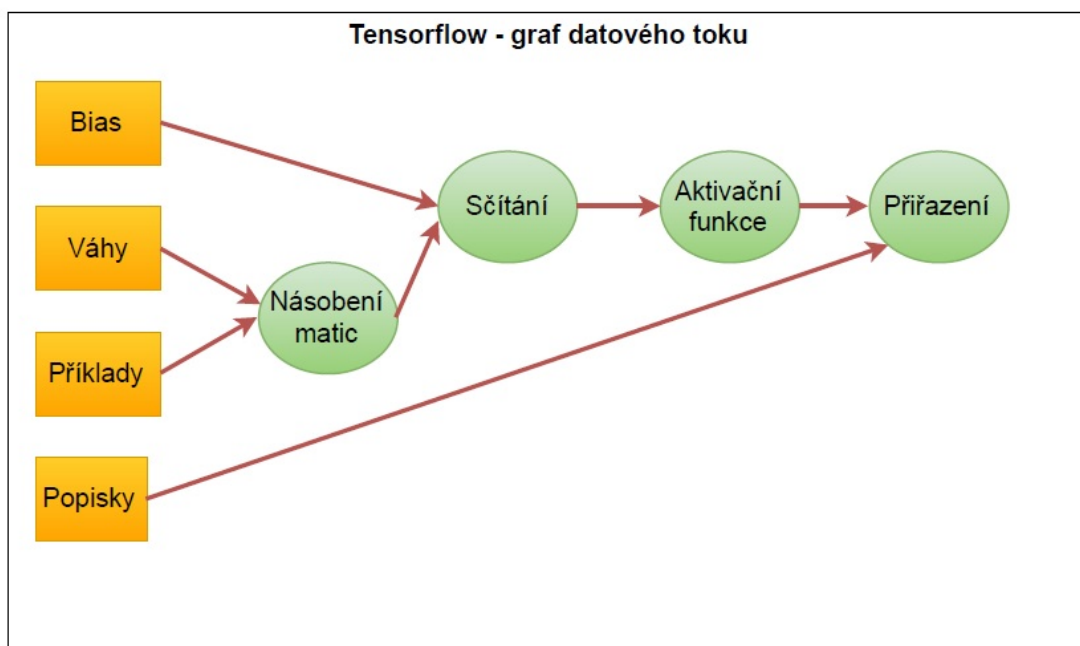 Tensorflow - graf datového toku
Bias
Váhy
Příklady
Popisky
Násobení
matic
Sčítání
Aktivační
funkce
Přiřazení